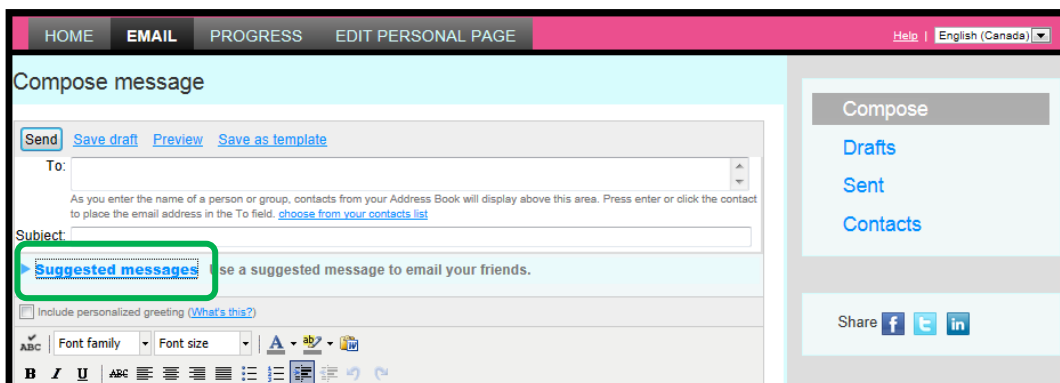 HOME EMAIL PROGRESS EDIT PERSONAL PAGE Help | English (Canada)
Compose message
Send Save draft Preview Save as template
To:
As you enter the name of a person or group, contacts from your Address Book will display above this area. Press enter or click the contact
to place the email address in the To field. choose from your contacts list
Subject:
Suggested messages Use a suggested message to email your friends.
Include personalized greeting (What's this?)
ABC Font family Font size A ab
B I U ABC
Compose
Drafts
Sent
Contacts
Share f t in